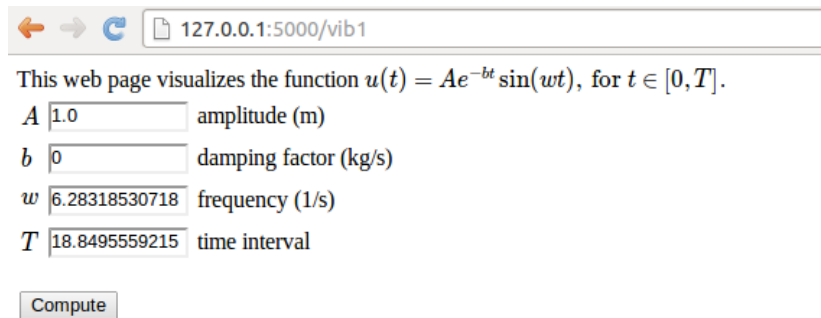 127.0.0.1:5000/vib1
This web page visualizes the function u(t) = Ae^{-bt} sin(wt), for t ∈ [0, T].
A 1.0 amplitude (m)
b 0 damping factor (kg/s)
w 6.28318530718 frequency (1/s)
T 18.8495559215 time interval
Compute